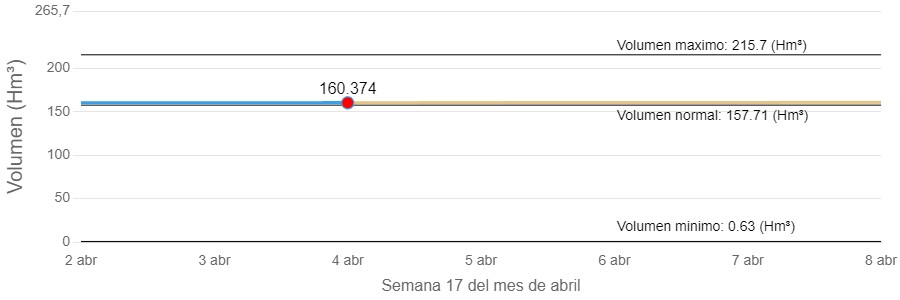 265,7
Volumen maximo: 215.7 (Hm³)
200
160.374
150
Volumen normal: 157.71 (Hm³)
100
50
Volumen minimo: 0.63 (Hm³)
0
Volumen (Hm³)
2 abr 3 abr 4 abr 5 abr 6 abr 7 abr 8 abr
Semana 17 del mes de abril